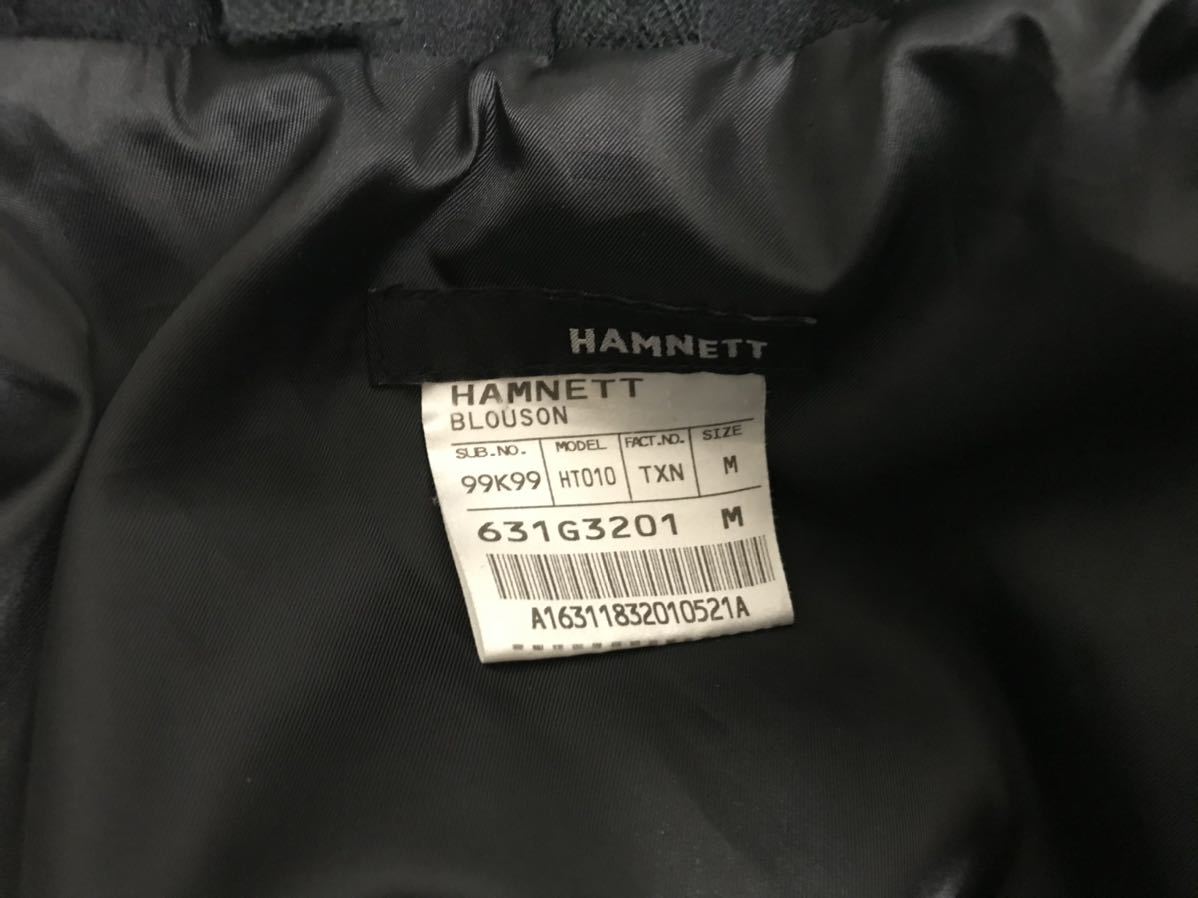 HAMNETT
HAMNETT
BLOUSON
SUB.NO. MODEL FACT.NO. SIZE
99K99 HT010 TXN M
631G3201 M
A16311832010521A